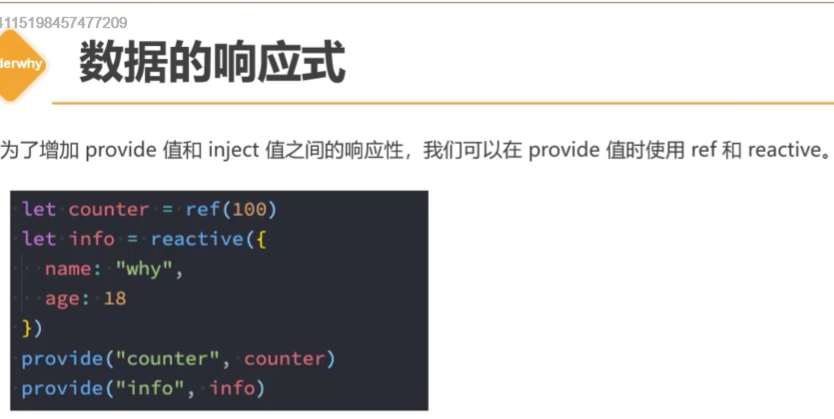 4115198457477209
derwhy
数据的响应式
为了增加 provide 值和 inject 值之间的响应性，我们可以在 provide 值时使用 ref 和 reactive。
let counter = ref(100)
let info = reactive({
  name: "why",
  age: 18
})
provide("counter", counter)
provide("info", info)